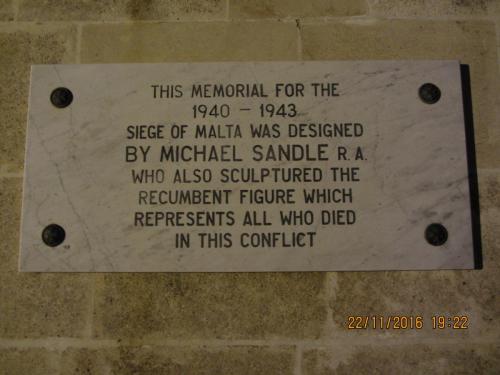 THIS MEMORIAL FOR THE
1940 - 1943
SIEGE OF MALTA WAS DESIGNED
BY MICHAEL SANDLE R. A.
WHO ALSO SCULPTURED THE
RECUMBENT FIGURE WHICH
REPRESENTS ALL WHO DIED
IN THIS CONFLICT
22/11/2016 19:22